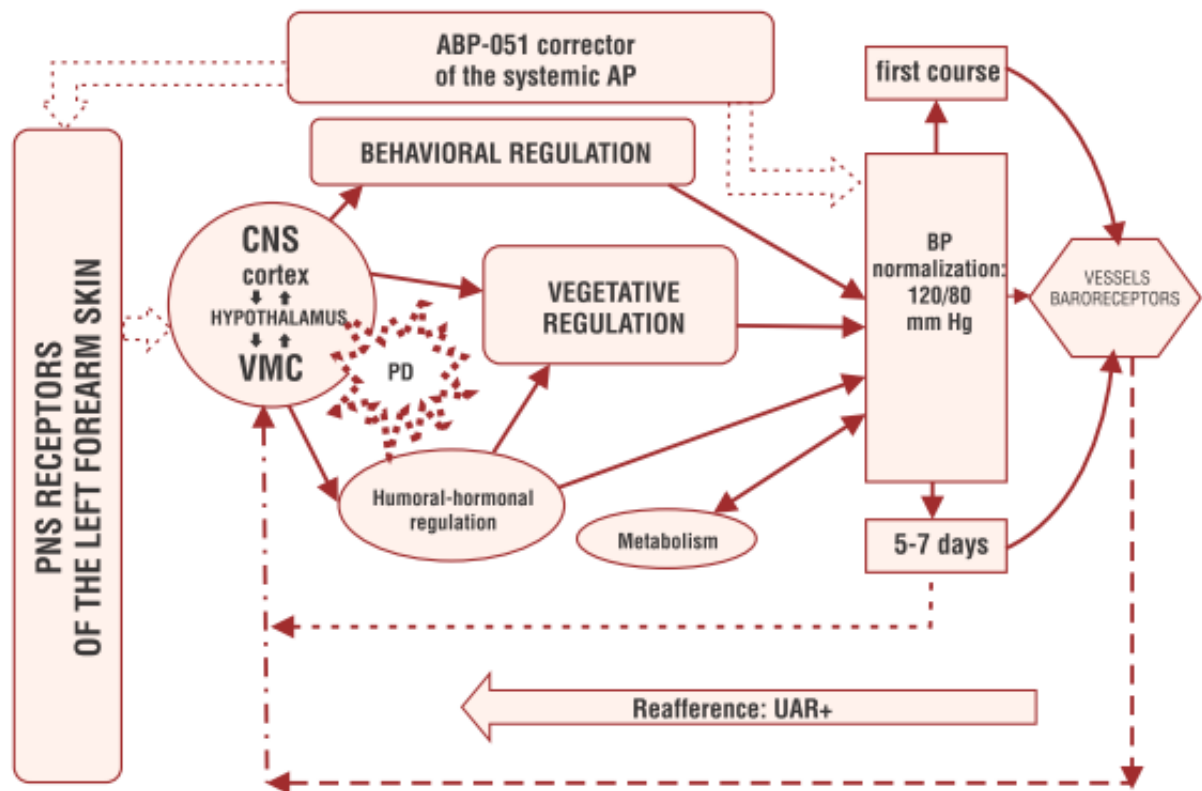 ABP-051 corrector
of the systemic AP
first course
BEHAVIORAL REGULATION
PNS RECEPTORS
OF THE LEFT FOREARM SKIN
CNS
cortex
HYPOTHALAMUS
VMC
PD
VEGETATIVE
REGULATION
BP
normalization:
120/80
mm Hg
VESSELS
BARORECEPTORS
Humoral-hormonal
regulation
Metabolism
5-7 days
Reafference: UAR+